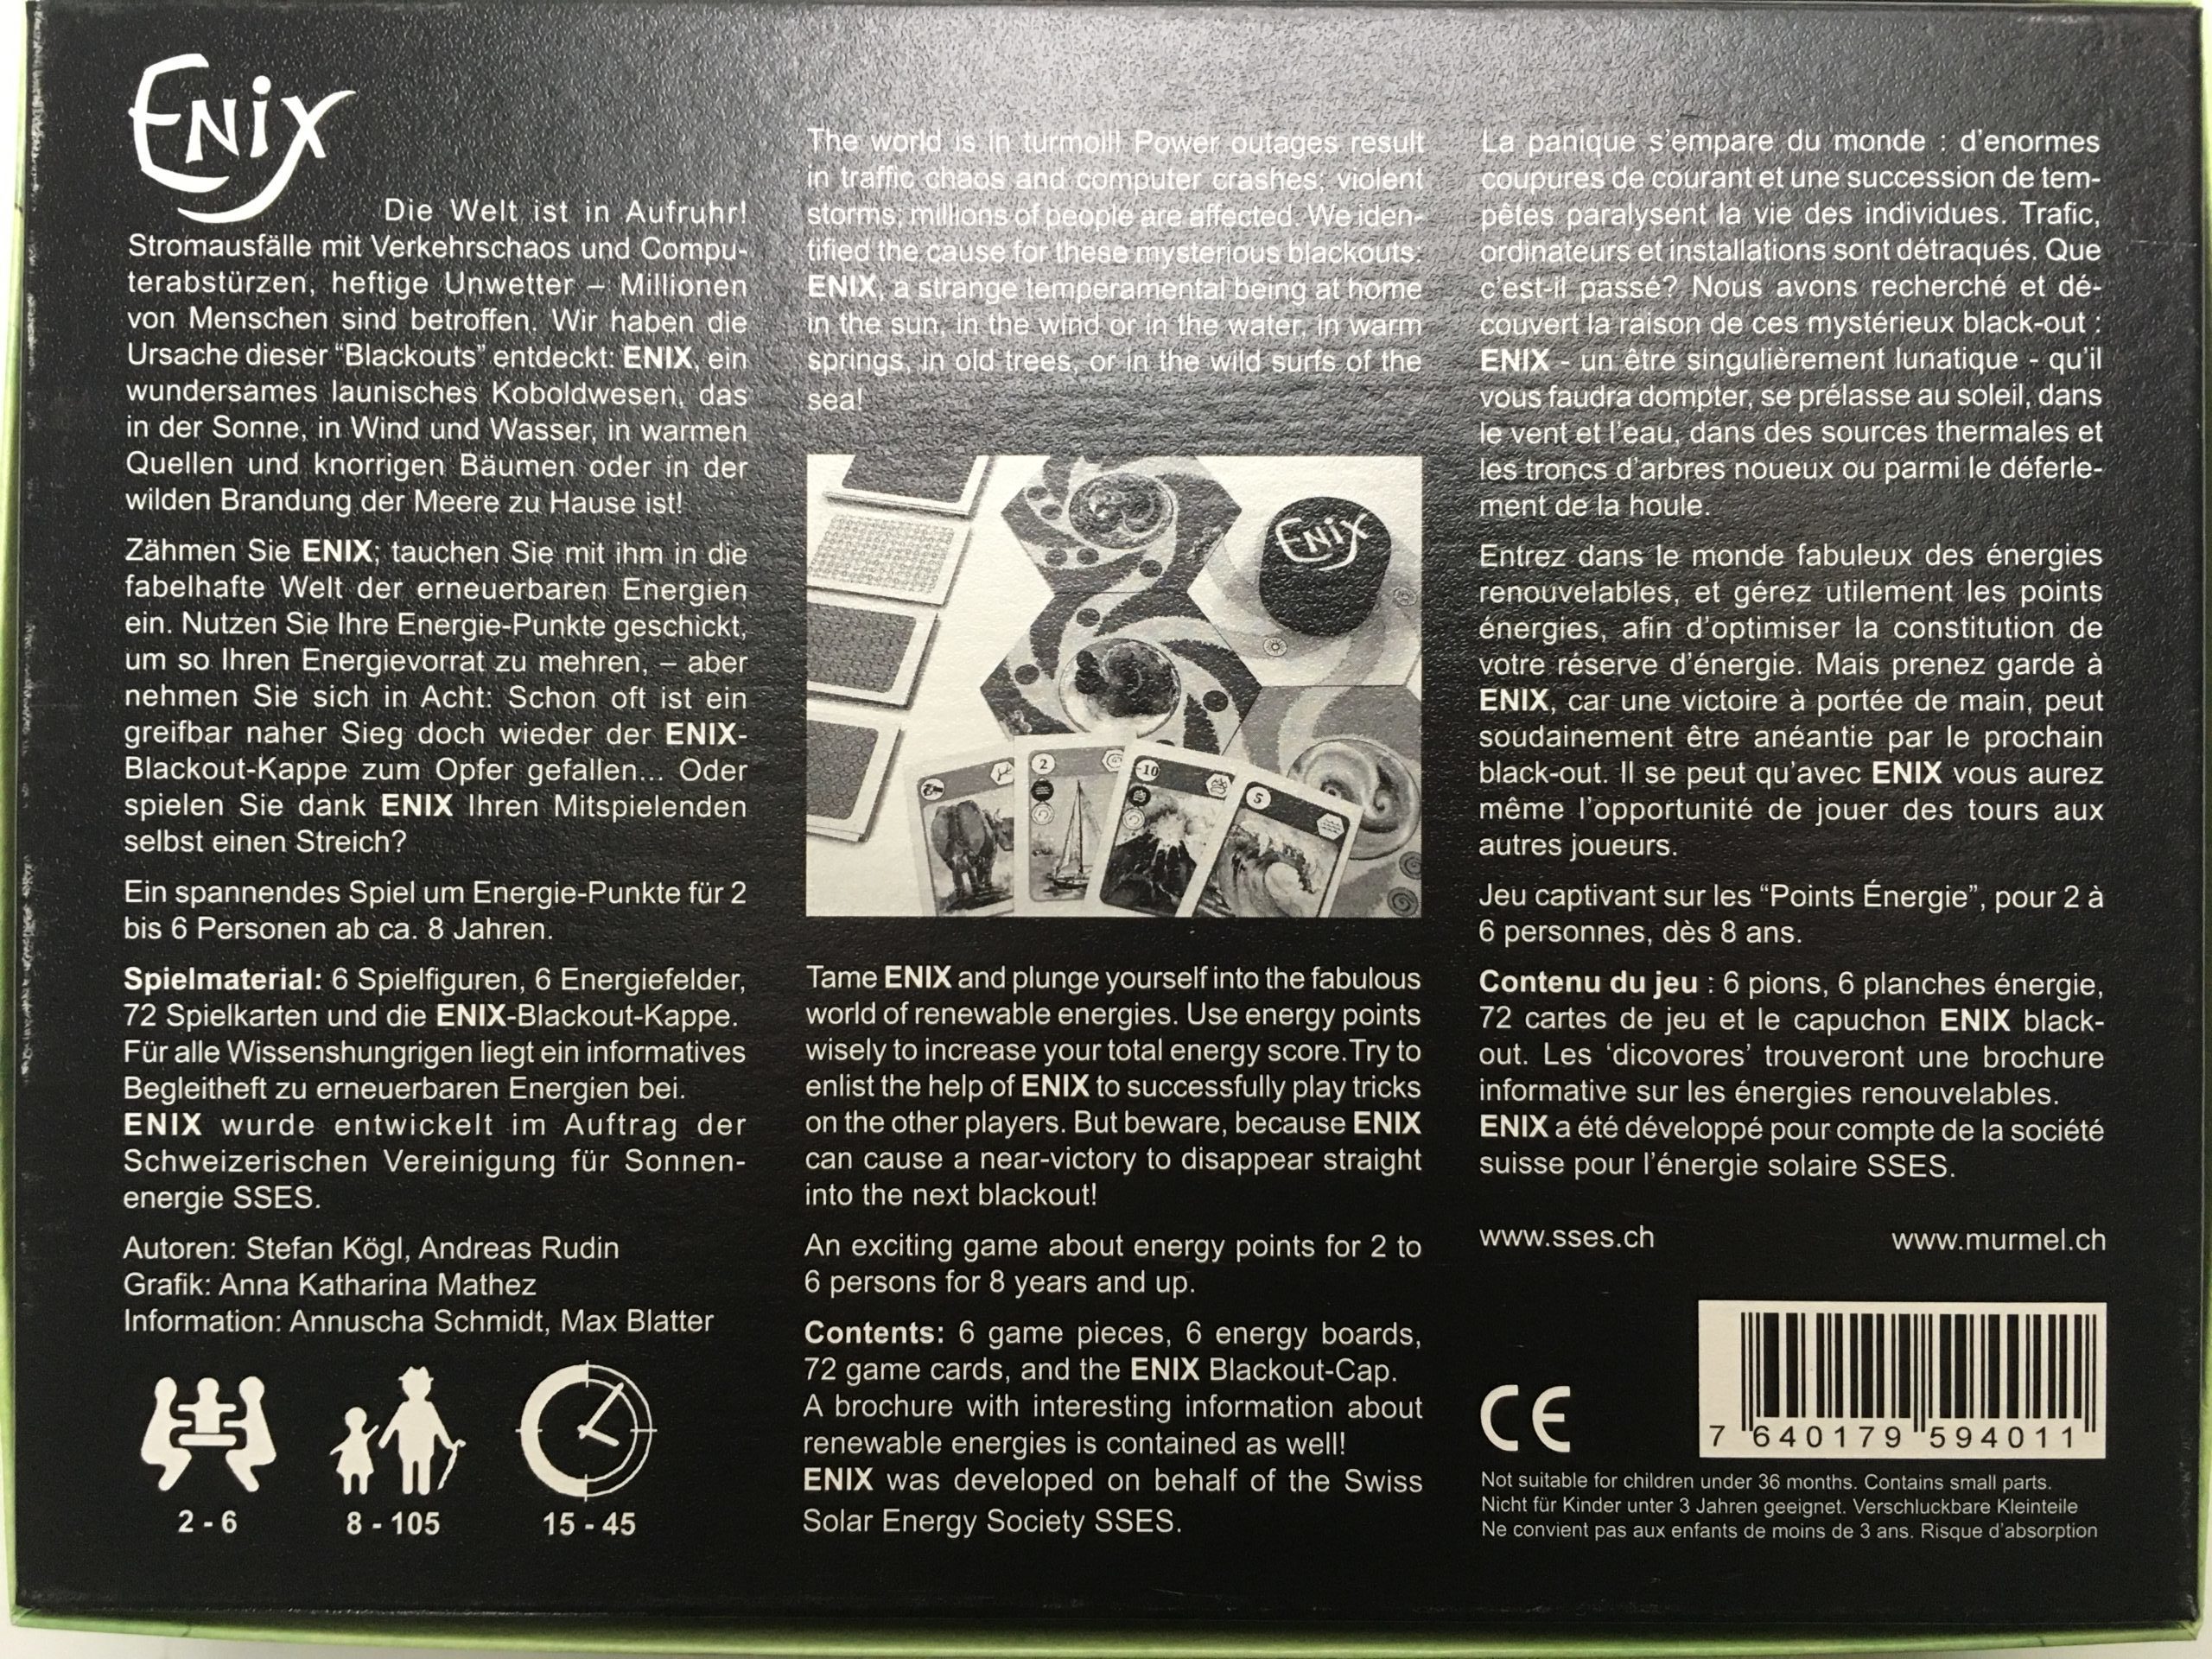 ENiX
Die Welt ist in Aufruhr!
Stromausfälle mit Verkehrschaos und Compu-
terabstürzen, heftige Unwetter – Millionen
von Menschen sind betroffen. Wir haben die
Ursache dieser “Blackouts” entdeckt: ENIX, ein
wundersames launisches Koboldwesen, das
in der Sonne, in Wind und Wasser, in warmen
Quellen und knorrigen Bäumen oder in der
wilden Brandung der Meere zu Hause ist!
Zähmen Sie ENIX; tauchen Sie mit ihm in die
fabelhafte Welt der erneuerbaren Energien
ein. Nutzen Sie Ihre Energie-Punkte geschickt,
um so Ihren Energievorrat zu mehren, – aber
nehmen Sie sich in Acht: Schon oft ist ein
greifbar naher Sieg doch wieder der ENIX-
Blackout-Kappe zum Opfer gefallen... Oder
spielen Sie dank ENIX Ihren Mitspielenden
selbst einen Streich?
Ein spannendes Spiel um Energie-Punkte für 2
bis 6 Personen ab ca. 8 Jahren.
Spielmaterial: 6 Spielfiguren, 6 Energiefelder,
72 Spielkarten und die ENIX-Blackout-Kappe.
Für alle Wissenshungrigen liegt ein informatives
Begleitheft zu erneuerbaren Energien bei.
ENIX wurde entwickelt im Auftrag der
Schweizerischen Vereinigung für Sonnen-
energie SSES.
Autoren: Stefan Kögl, Andreas Rudin
Grafik: Anna Katharina Mathez
Information: Annuscha Schmidt, Max Blatter
2 - 6
8 - 105
15 - 45
The world is in turmoil! Power outages result
in traffic chaos and computer crashes; violent
storms; millions of people are affected. We iden-
tified the cause for these mysterious blackouts:
ENIX, a strange temperamental being at home
in the sun, in the wind or in the water, in warm
springs, in old trees, or in the wild surfs of the
sea!
ENiX
2
-10
5
Tame ENIX and plunge yourself into the fabulous
world of renewable energies. Use energy points
wisely to increase your total energy score.Try to
enlist the help of ENIX to successfully play tricks
on the other players. But beware, because ENIX
can cause a near-victory to disappear straight
into the next blackout!
An exciting game about energy points for 2 to
6 persons for 8 years and up.
Contents: 6 game pieces, 6 energy boards,
72 game cards, and the ENIX Blackout-Cap.
A brochure with interesting information about
renewable energies is contained as well!
ENIX was developed on behalf of the Swiss
Solar Energy Society SSES.
La panique s’empare du monde : d’enormes
coupures de courant et une succession de tem-
pêtes paralysent la vie des individues. Trafic,
ordinateurs et installations sont détraqués. Que
c’est-il passé? Nous avons recherché et dé-
couvert la raison de ces mystérieux black-out :
ENIX - un être singulièrement lunatique - qu’il
vous faudra dompter, se prélasse au soleil, dans
le vent et l’eau, dans des sources thermales et
les troncs d’arbres noueux ou parmi le déferle-
ment de la houle.
Entrez dans le monde fabuleux des énergies
renouvelables, et gérez utilement les points
énergies, afin d’optimiser la constitution de
votre réserve d’énergie. Mais prenez garde à
ENIX, car une victoire à portée de main, peut
soudainement être anéantie par le prochain
black-out. Il se peut qu’avec ENIX vous aurez
même l’opportunité de jouer des tours aux
autres joueurs.
Jeu captivant sur les “Points Énergie”, pour 2 à
6 personnes, dès 8 ans.
Contenu du jeu : 6 pions, 6 planches énergie,
72 cartes de jeu et le capuchon ENIX black-
out. Les ‘dicovores’ trouveront une brochure
informative sur les énergies renouvelables.
ENIX a été développé pour compte de la société
suisse pour l’énergie solaire SSES.
www.sses.ch www.murmel.ch
CE
7 640179 594011
Not suitable for children under 36 months. Contains small parts.
Nicht für Kinder unter 3 Jahren geeignet. Verschluckbare Kleinteile
Ne convient pas aux enfants de moins de 3 ans. Risque d’absorption